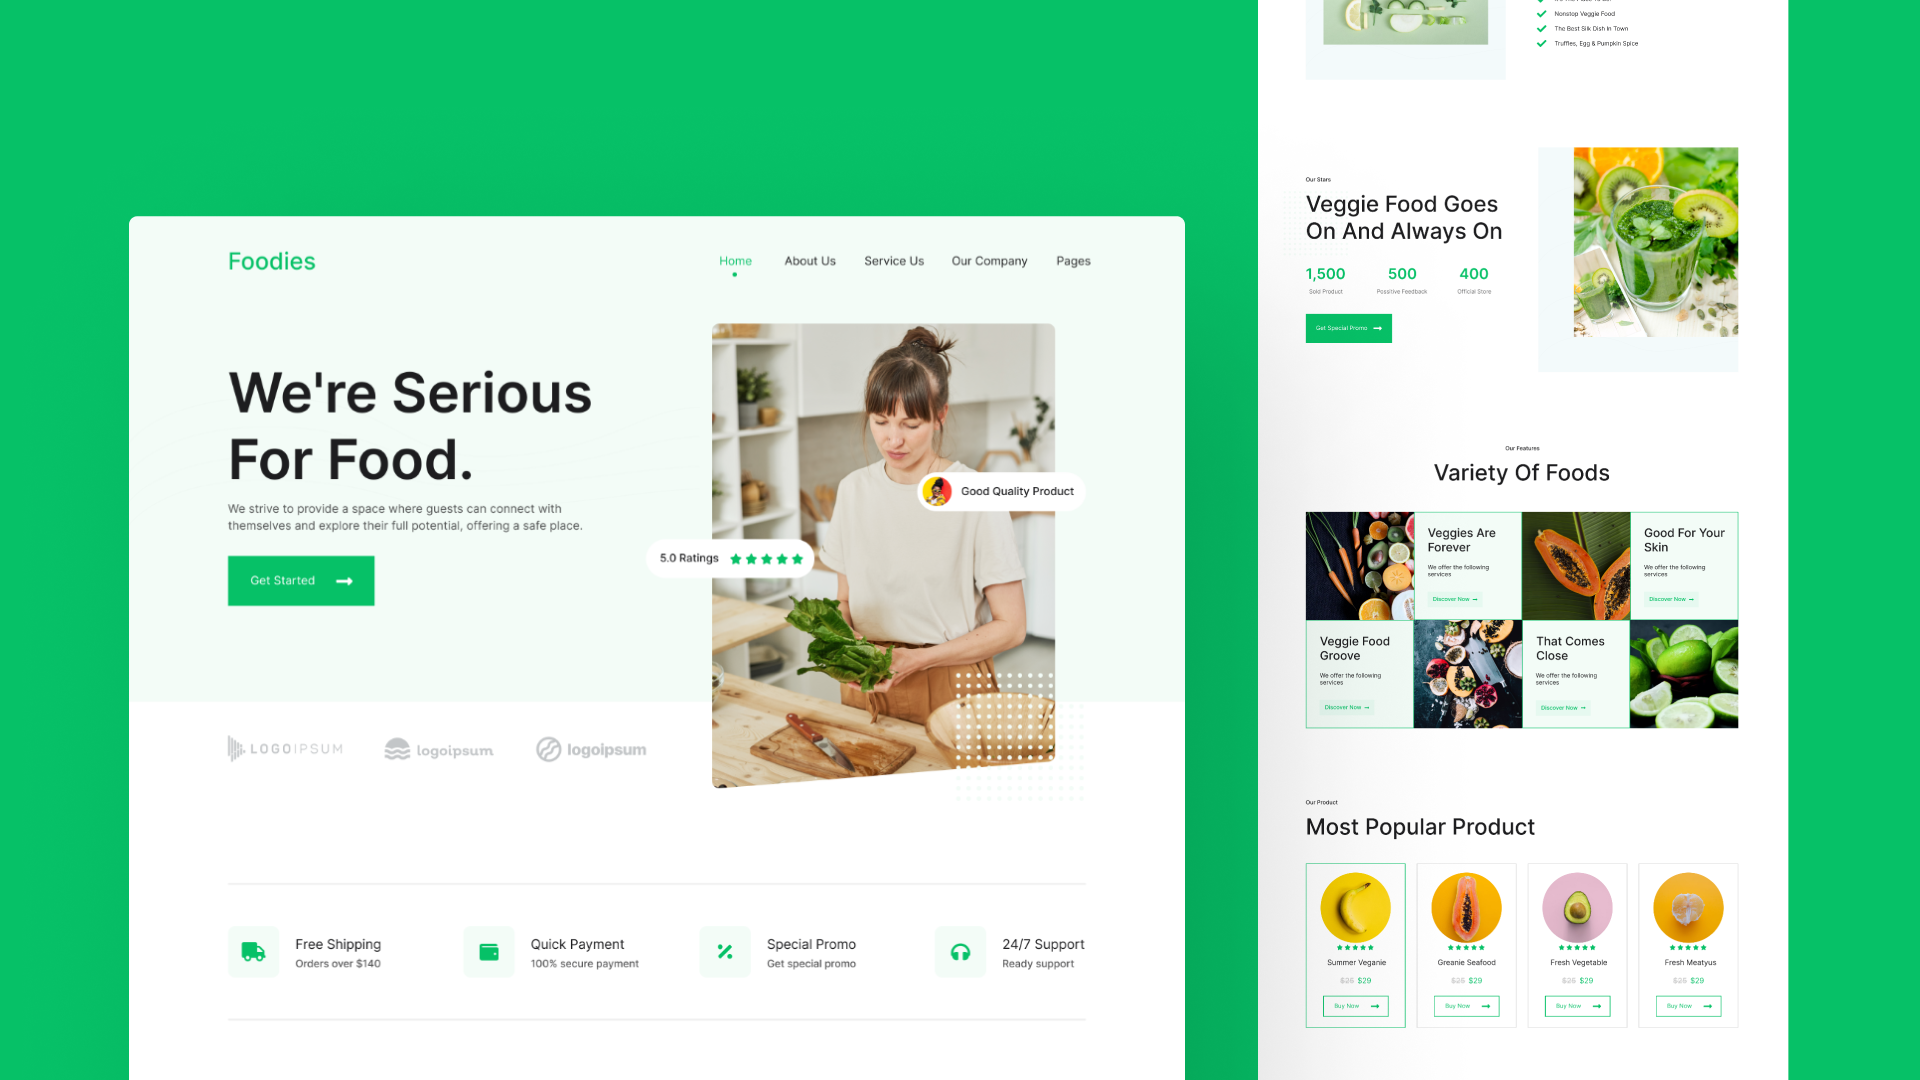 Foodies
Home About Us Service Us Our Company Pages
We're Serious
For Food.
We strive to provide a space where guests can connect with
themselves and explore their full potential, offering a safe place.
Get Started
Good Quality Product
5.0 Ratings
LOGOIPSUM logoipsum logoipsum
Free Shipping
Orders over $140
Quick Payment
100% secure payment
Special Promo
Get special promo
24/7 Support
Ready support
Nonstop Veggie Food
The Best Silk Dish In Town
Truffles, Egg & Pumpkin Spice
Our Stars
Veggie Food Goes
On And Always On
1,500 500 400
Sold Product Possitive Feedback Official Store
Get Special Promo
Our Features
Variety Of Foods
Veggies Are
Forever
We offer the following
services
Discover Now
Good For Your
Skin
We offer the following
services
Discover Now
Veggie Food
Groove
We offer the following
services
Discover Now
That Comes
Close
We offer the following
services
Discover Now
Our Product
Most Popular Product
Summer Veganie
$25 $29
Buy Now
Greanie Seafood
$25 $29
Buy Now
Fresh Vegetable
$25 $29
Buy Now
Fresh Meatyus
$25 $29
Buy Now